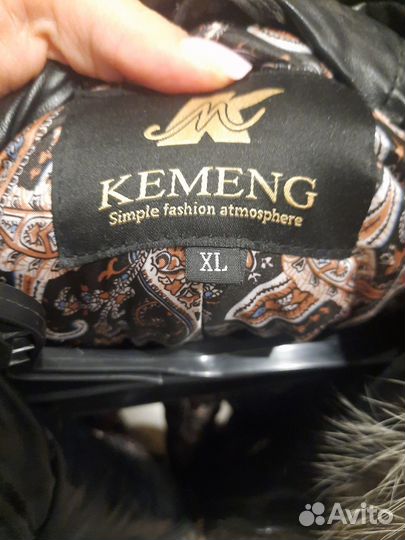 KEMENG
Simple fashion atmosphere
XL
Avito